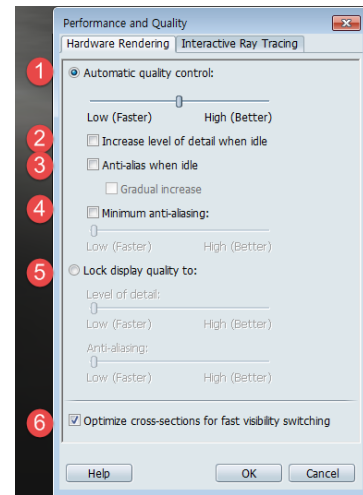 Performance and Quality
Hardware Rendering Interactive Ray Tracing
1 Automatic quality control:
Low (Faster) High (Better)
2 Increase level of detail when idle
3 Anti-alias when idle
Gradual increase
4 Minimum anti-aliasing:
Low (Faster) High (Better)
5 Lock display quality to:
Level of detail:
Low (Faster) High (Better)
Anti-aliasing:
Low (Faster) High (Better)
6 Optimize cross-sections for fast visibility switching
Help OK Cancel